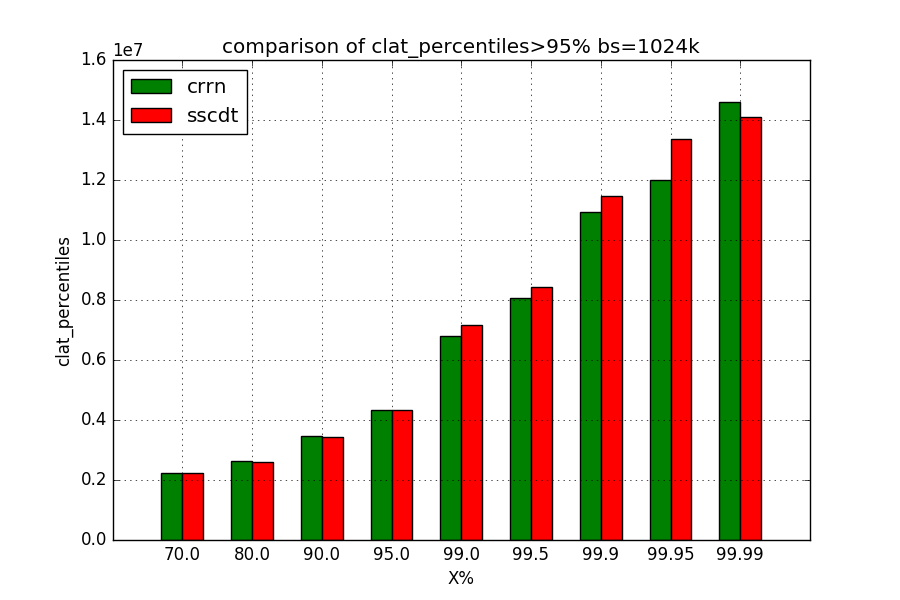 comparison of clat_percentiles>95% bs=1024k
1e7
crrn
sscdt
1.6
1.4
1.2
1.0
0.8
0.6
0.4
0.2
0.0
clat_percentiles
70.0 80.0 90.0 95.0 99.0 99.5 99.9 99.95 99.99
X%